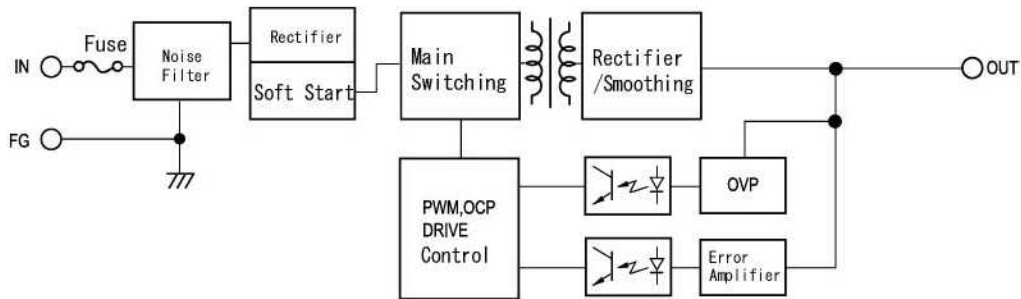 Fuse
IN
Noise
Filter
Rectifier
Soft Start
Main
Switching
Rectifier
/Smoothing
OUT
FG
PWM,OCP
DRIVE
Control
OVP
Error
Amplifier